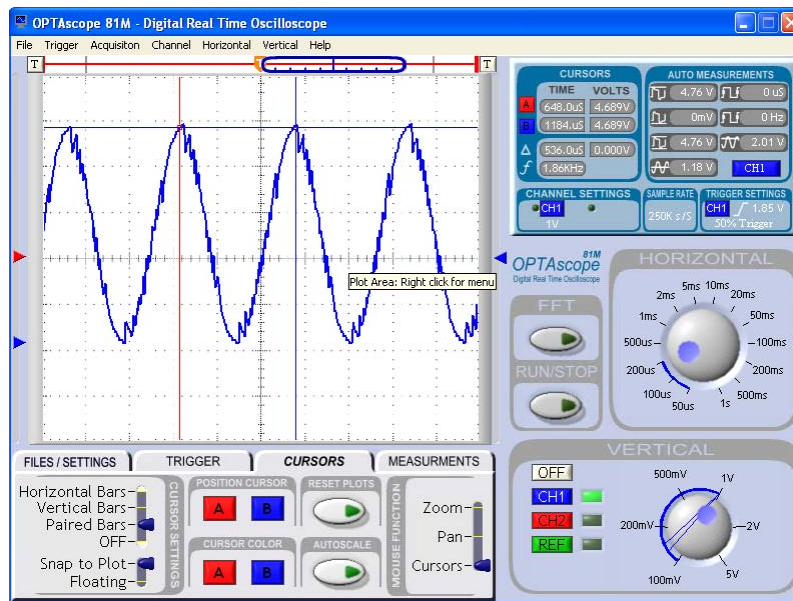 OPTAscope 81M - Digital Real Time Oscilloscope
File Trigger Acquisiton Channel Horizontal Vertical Help
T T
CURSORS
TIME VOLTS
A 648.0uS 4.689V
B 1184.uS 4.689V
Δ 536.0uS 0.000V
f 1.86KHz
AUTO MEASUREMENTS
4.76 V 0 uS
0mV 0 Hz
4.76 V 2.01 V
1.18 V CH1
CHANNEL SETTINGS
CH1
1V
SAMPLE RATE
250K s/S
TRIGGER SETTINGS
CH1 1.85 V
50% Trigger
Plot Area: Right click for menu
81M
OPTAscope
Digital Real Time Oscilloscope
FFT
RUN/STOP
HORIZONTAL
50us
100us
200us
500us
1ms
2ms
5ms
10ms
20ms
50ms
100ms
200ms
500ms
1s
FILES / SETTINGS TRIGGER CURSORS MEASURMENTS
Horizontal Bars
Vertical Bars
Paired Bars
OFF
Snap to Plot
Floating
CURSOR SETTINGS
POSITION CURSOR
A B
CURSOR COLOR
A B
RESET PLOTS
AUTOSCALE
MOUSE FUNCTION
Zoom
Pan
Cursors
VERTICAL
OFF
CH1
CH2
REF
100mV
200mV
500mV
1V
2V
5V